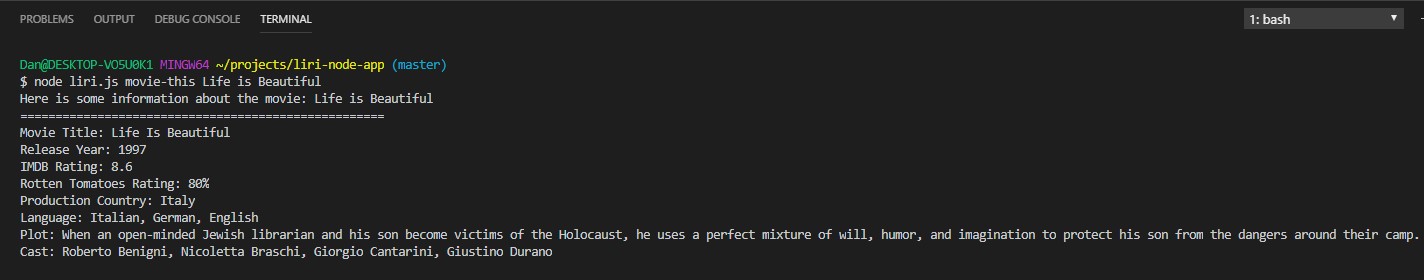 PROBLEMS OUTPUT DEBUG CONSOLE TERMINAL 1: bash
Dan@DESKTOP-VO5U0K1 MINGW64 ~/projects/liri-node-app (master)
$ node liri.js movie-this Life is Beautiful
Here is some information about the movie: Life is Beautiful
====================================================
Movie Title: Life Is Beautiful
Release Year: 1997
IMDB Rating: 8.6
Rotten Tomatoes Rating: 80%
Production Country: Italy
Language: Italian, German, English
Plot: When an open-minded Jewish librarian and his son become victims of the Holocaust, he uses a perfect mixture of will, humor, and imagination to protect his son from the dangers around their camp.
Cast: Roberto Benigni, Nicoletta Braschi, Giorgio Cantarini, Giustino Durano